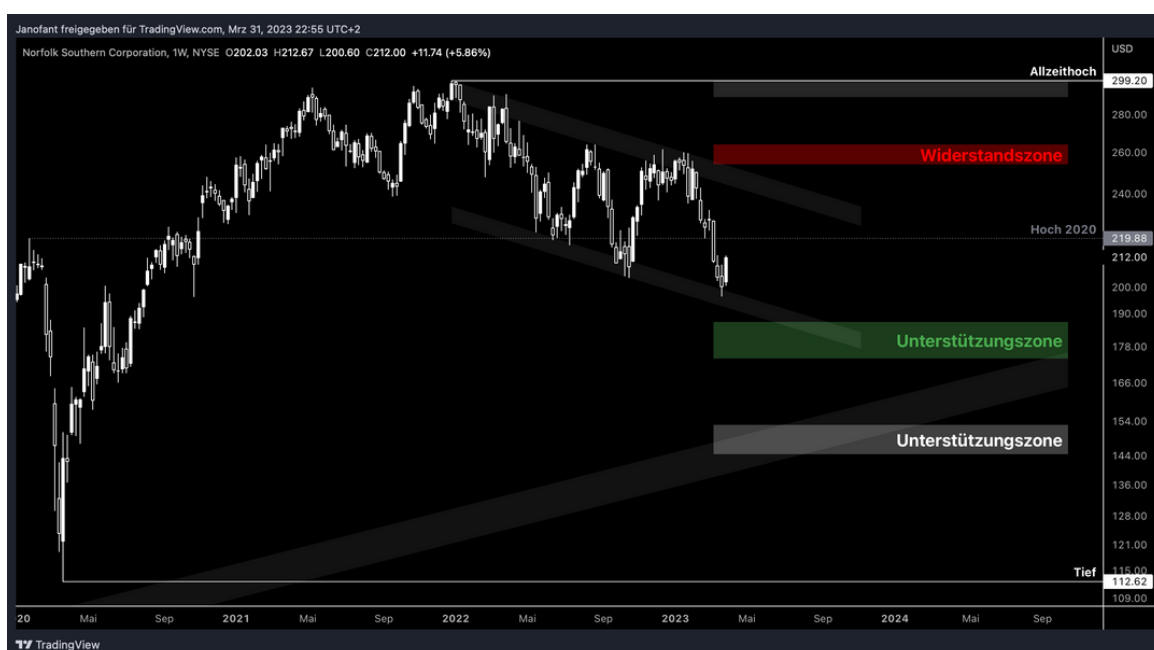 Janofant freigegeben für TradingView.com, Mrz 31, 2023 22:55 UTC+2
Norfolk Southern Corporation, 1W, NYSE O202.03 H212.67 L200.60 C212.00 +11.74 (+5.86%)
USD
Allzeithoch
299.20
280.00
Widerstandszone
260.00
240.00
Hoch 2020
219.88
212.00
200.00
190.00
Unterstützungszone
178.00
166.00
154.00
Unterstützungszone
144.00
136.00
128.00
121.00
115.00
Tief
112.62
109.00
20 Mai Sep 2021 Mai Sep 2022 Mai Sep 2023 Mai Sep 2024 Mai Sep
TradingView